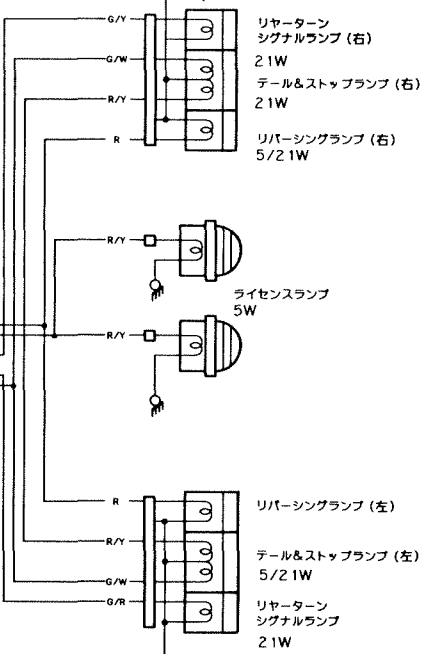 G/Y
リヤーターン
シグナルランプ (右)
21W
G/W
テール&ストップランプ (右)
R/Y
21W
R
リバーシングランプ (右)
5/21W
R/Y
ライセンスランプ
5W
R/Y
R
リバーシングランプ (左)
R/Y
テール&ストップランプ (左)
5/21W
G/W
G/R
リヤーターン
シグナルランプ
21W